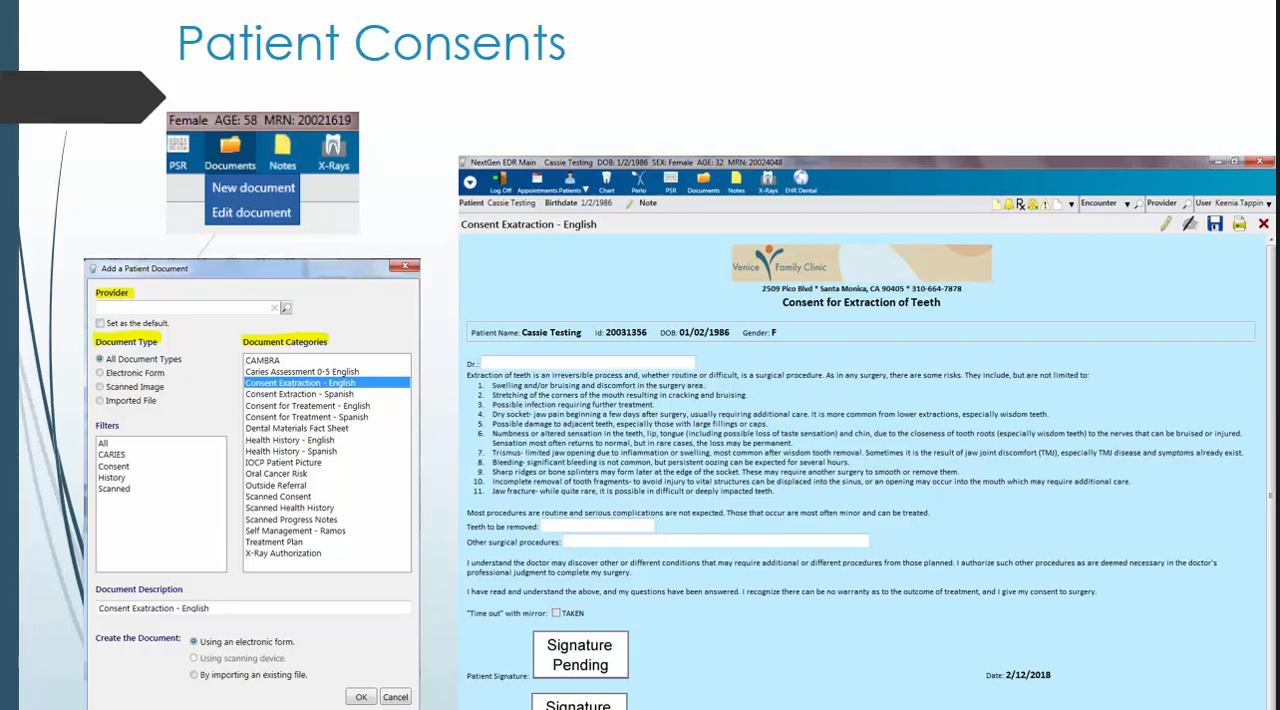 Patient Consents
Female AGE: 58 MRN: 20021619
PSR Documents Notes X-Rays
New document
Edit document
Add a Patient Document
Provider
Set as the default.
Document Type
All Document Types
Electronic Form
Scanned Image
Imported File
Filters
All
CARIES
Consent
History
Scanned
Document Categories
CAMBRA
Caries Assessment 0-5 English
Consent Exatraction - English
Consent Extraction - Spanish
Consent for Treatement - English
Consent for Treatment - Spanish
Dental Materials Fact Sheet
Health History - English
Health History - Spanish
IOCP Patient Picture
Oral Cancer Risk
Outside Referral
Scanned Consent
Scanned Health History
Scanned Progress Notes
Self Management - Ramos
Treatment Plan
X-Ray Authorization
Document Description
Consent Exatraction - English
Create the Document:
Using an electronic form.
Using scanning device.
By importing an existing file.
OK Cancel
NextGen EDR Main Cassie Testing DOB: 1/2/1986 SEX: Female AGE: 32 MRN: 20024048
Log Off Appointments Patients Chart Perio PSR Documents Notes X-Rays EHR Dental
Patient Cassie Testing Birthdate 1/2/1986 Note Encounter Provider User Keenia Tappin
Consent Exatraction - English
Venice Family Clinic
2509 Pico Blvd * Santa Monica, CA 90405 * 310-664-7878
Consent for Extraction of Teeth
Patient Name: Cassie Testing Id: 20031356 DOB: 01/02/1986 Gender: F
Dr.:
Extraction of teeth is an irreversible process and, whether routine or difficult, is a surgical procedure. As in any surgery, there are some risks. They include, but are not limited to:
1. Swelling and/or bruising and discomfort in the surgery area.
2. Stretching of the corners of the mouth resulting in cracking and bruising.
3. Possible infection requiring further treatment.
4. Dry socket- jaw pain beginning a few days after surgery, usually requiring additional care. It is more common from lower extractions, especially wisdom teeth.
5. Possible damage to adjacent teeth, especially those with large fillings or caps.
6. Numbness or altered sensation in the teeth, lip, tongue (including possible loss of taste sensation) and chin, due to the closeness of tooth roots (especially wisdom teeth) to the nerves that can be bruised or injured.
Sensation most often returns to normal, but in rare cases, the loss may be permanent.
7. Trismus- limited jaw opening due to inflammation or swelling, most common after wisdom tooth removal. Sometimes it is the result of jaw joint discomfort (TMJ), especially TMJ disease and symptoms already exist.
8. Bleeding- significant bleeding is not common, but persistent oozing can be expected for several hours.
9. Sharp ridges or bone splinters may form later at the edge of the socket. These may require another surgery to smooth or remove them.
10. Incomplete removal of tooth fragments- to avoid injury to vital structures can be displaced into the sinus, or an opening may occur into the mouth which may require additional care.
11. Jaw fracture- while quite rare, it is possible in difficult or deeply impacted teeth.
Most procedures are routine and serious complications are not expected. Those that occur are most often minor and can be treated.
Teeth to be removed:
Other surgical procedures:
I understand the doctor may discover other or different conditions that may require additional or different procedures from those planned. I authorize such other procedures as are deemed necessary in the doctor's
professional judgment to complete my surgery.
I have read and understand the above, and my questions have been answered. I recognize there can be no warranty as to the outcome of treatment, and I give my consent to surgery.
"Time out" with mirror: TAKEN
Signature
Pending
Patient Signature: Date: 2/12/2018
Signature